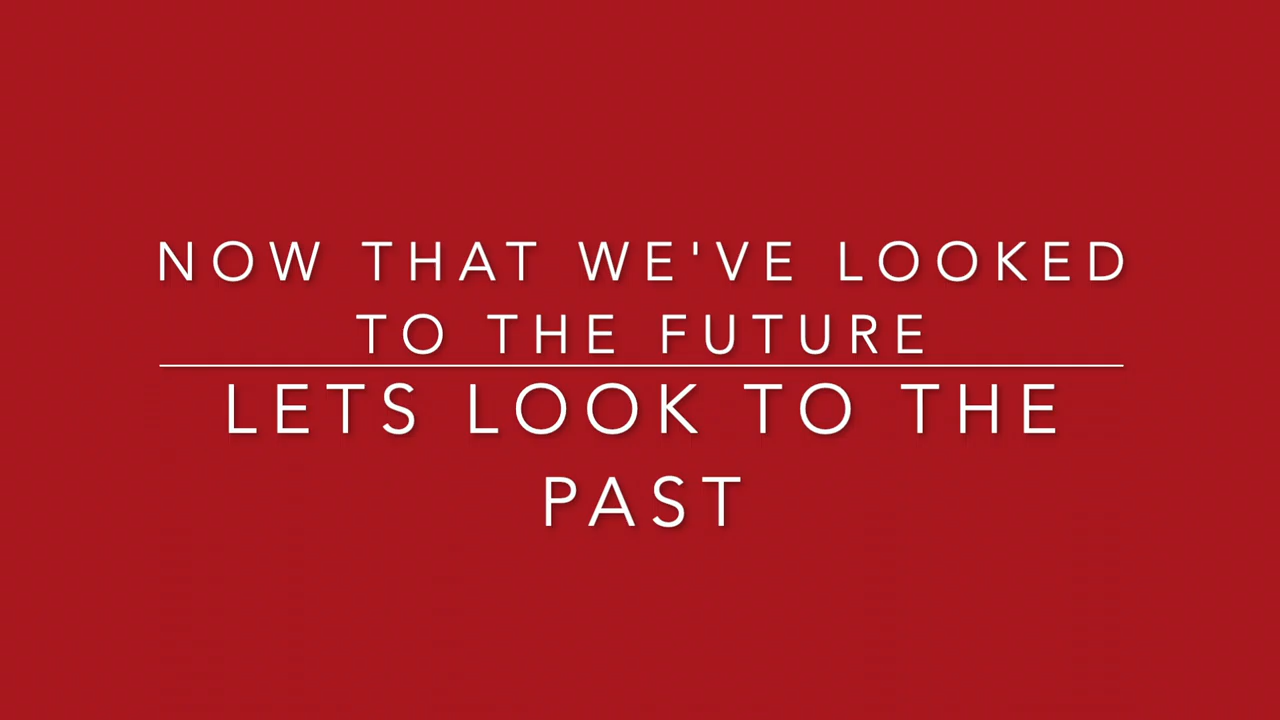 NOW THAT WE'VE LOOKED
TO THE FUTURE
LETS LOOK TO THE
PAST